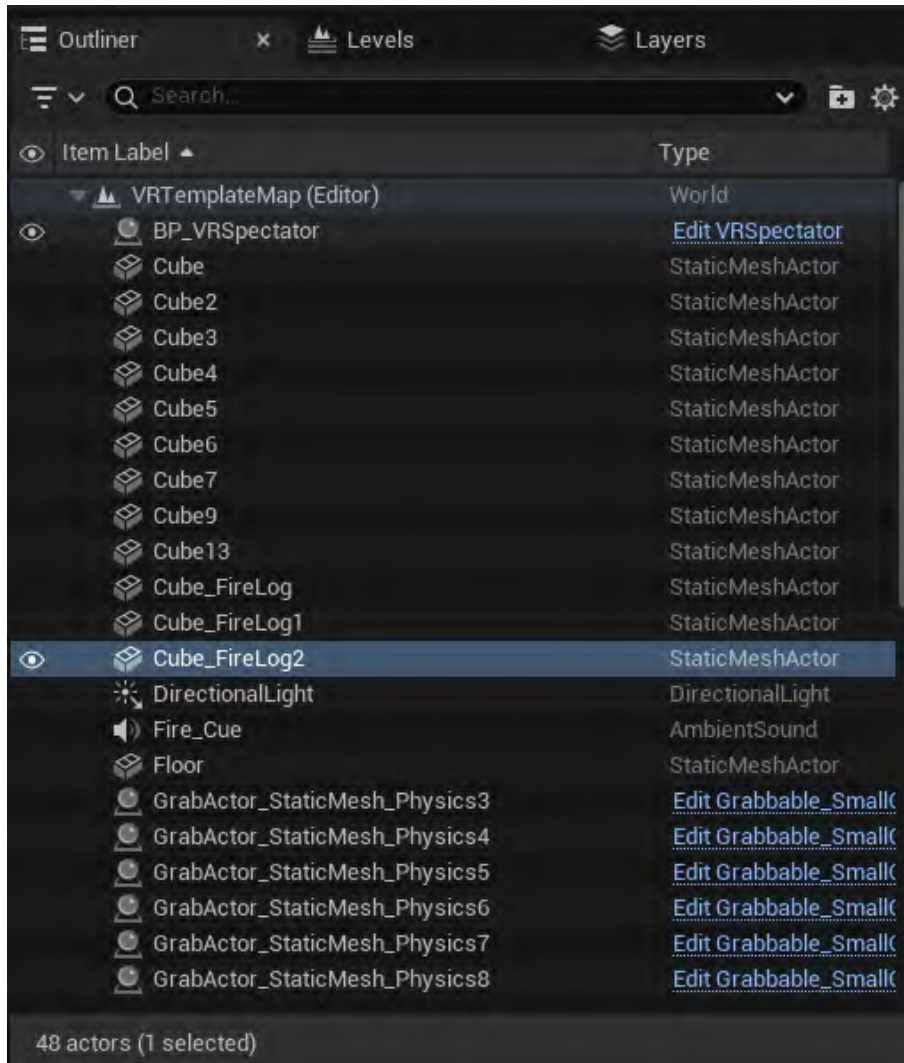 Outliner × Levels Layers
Search...
Item Label Type
VRTemplateMap (Editor) World
BP_VRSpectator Edit VRSpectator
Cube StaticMeshActor
Cube2 StaticMeshActor
Cube3 StaticMeshActor
Cube4 StaticMeshActor
Cube5 StaticMeshActor
Cube6 StaticMeshActor
Cube7 StaticMeshActor
Cube9 StaticMeshActor
Cube13 StaticMeshActor
Cube_FireLog StaticMeshActor
Cube_FireLog1 StaticMeshActor
Cube_FireLog2 StaticMeshActor
DirectionalLight DirectionalLight
Fire_Cue AmbientSound
Floor StaticMeshActor
GrabActor_StaticMesh_Physics3 Edit Grabbable_Small
GrabActor_StaticMesh_Physics4 Edit Grabbable_Small
GrabActor_StaticMesh_Physics5 Edit Grabbable_Small
GrabActor_StaticMesh_Physics6 Edit Grabbable_Small
GrabActor_StaticMesh_Physics7 Edit Grabbable_Small
GrabActor_StaticMesh_Physics8 Edit Grabbable_Small
48 actors (1 selected)